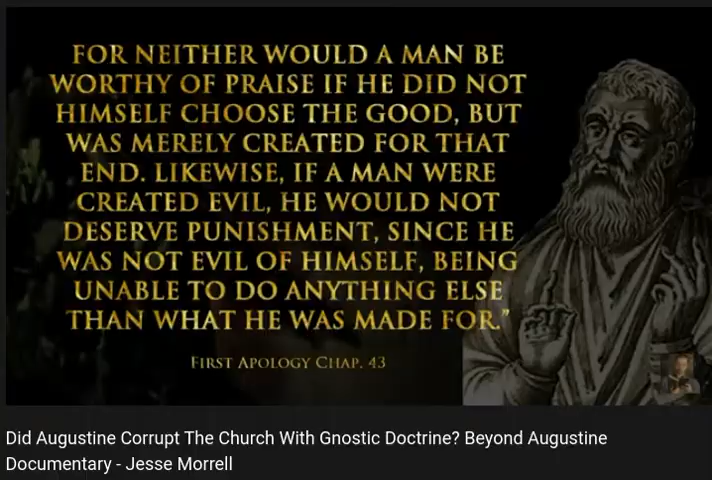 FOR NEITHER WOULD A MAN BE
WORTHY OF PRAISE IF HE DID NOT
HIMSELF CHOOSE THE GOOD, BUT
WAS MERELY CREATED FOR THAT
END. LIKEWISE, IF A MAN WERE
CREATED EVIL, HE WOULD NOT
DESERVE PUNISHMENT, SINCE HE
WAS NOT EVIL OF HIMSELF, BEING
UNABLE TO DO ANYTHING ELSE
THAN WHAT HE WAS MADE FOR.”
FIRST APOLOGY CHAP. 43
Did Augustine Corrupt The Church With Gnostic Doctrine? Beyond Augustine
Documentary - Jesse Morrell